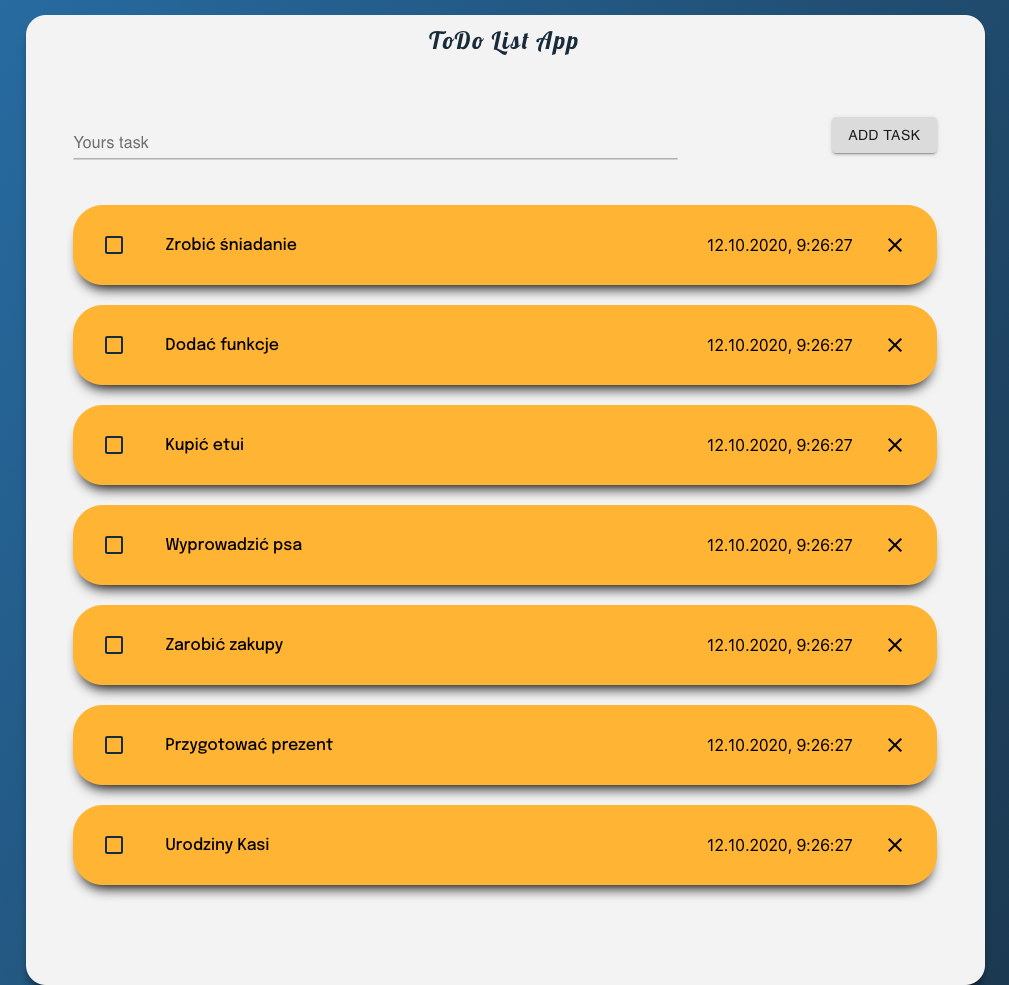 ToDo List App
Yours task
ADD TASK
Zrobić śniadanie 12.10.2020, 9:26:27
Dodać funkcje 12.10.2020, 9:26:27
Kupić etui 12.10.2020, 9:26:27
Wyprowadzić psa 12.10.2020, 9:26:27
Zarobić zakupy 12.10.2020, 9:26:27
Przygotować prezent 12.10.2020, 9:26:27
Urodziny Kasi 12.10.2020, 9:26:27